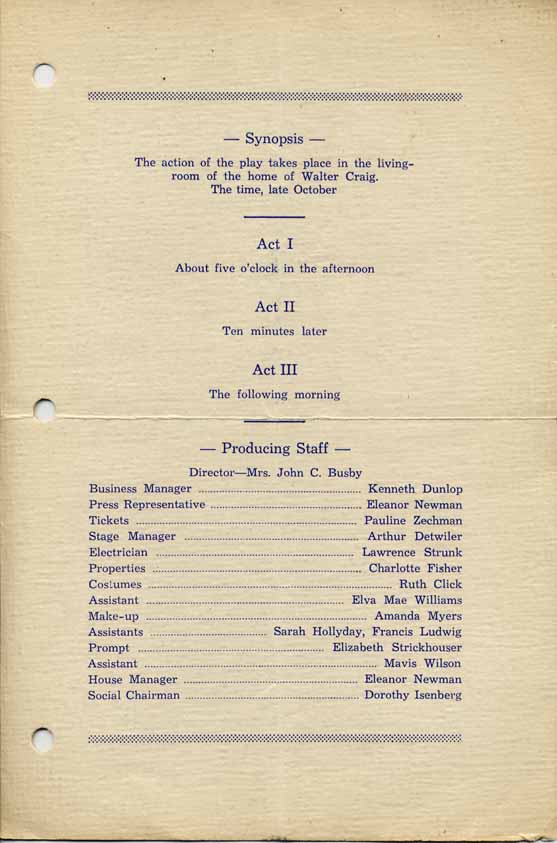 — Synopsis —
The action of the play takes place in the living-
room of the home of Walter Craig.
The time, late October
Act I
About five o'clock in the afternoon
Act II
Ten minutes later
Act III
The following morning
— Producing Staff —
Director—Mrs. John C. Busby
Business Manager ........ Kenneth Dunlop
Press Representative ........ Eleanor Newman
Tickets ........ Pauline Zechman
Stage Manager ........ Arthur Detwiler
Electrician ........ Lawrence Strunk
Properties ........ Charlotte Fisher
Costumes ........ Ruth Click
Assistant ........ Elva Mae Williams
Make-up ........ Amanda Myers
Assistants ........ Sarah Hollyday, Francis Ludwig
Prompt ........ Elizabeth Strickhouser
Assistant ........ Mavis Wilson
House Manager ........ Eleanor Newman
Social Chairman ........ Dorothy Isenberg